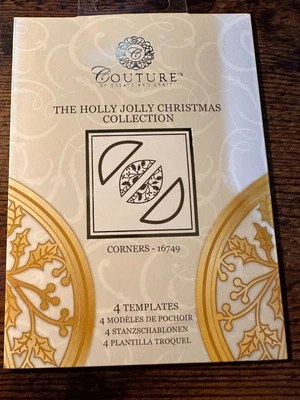 C
COUTURE™
BY CREATE AND CRAFT
THE HOLLY JOLLY CHRISTMAS
COLLECTION
CORNERS - 16749
4 TEMPLATES
4 MODÈLES DE POCHOIR
4 STANZSCHABLONEN
4 PLANTILLA TROQUEL